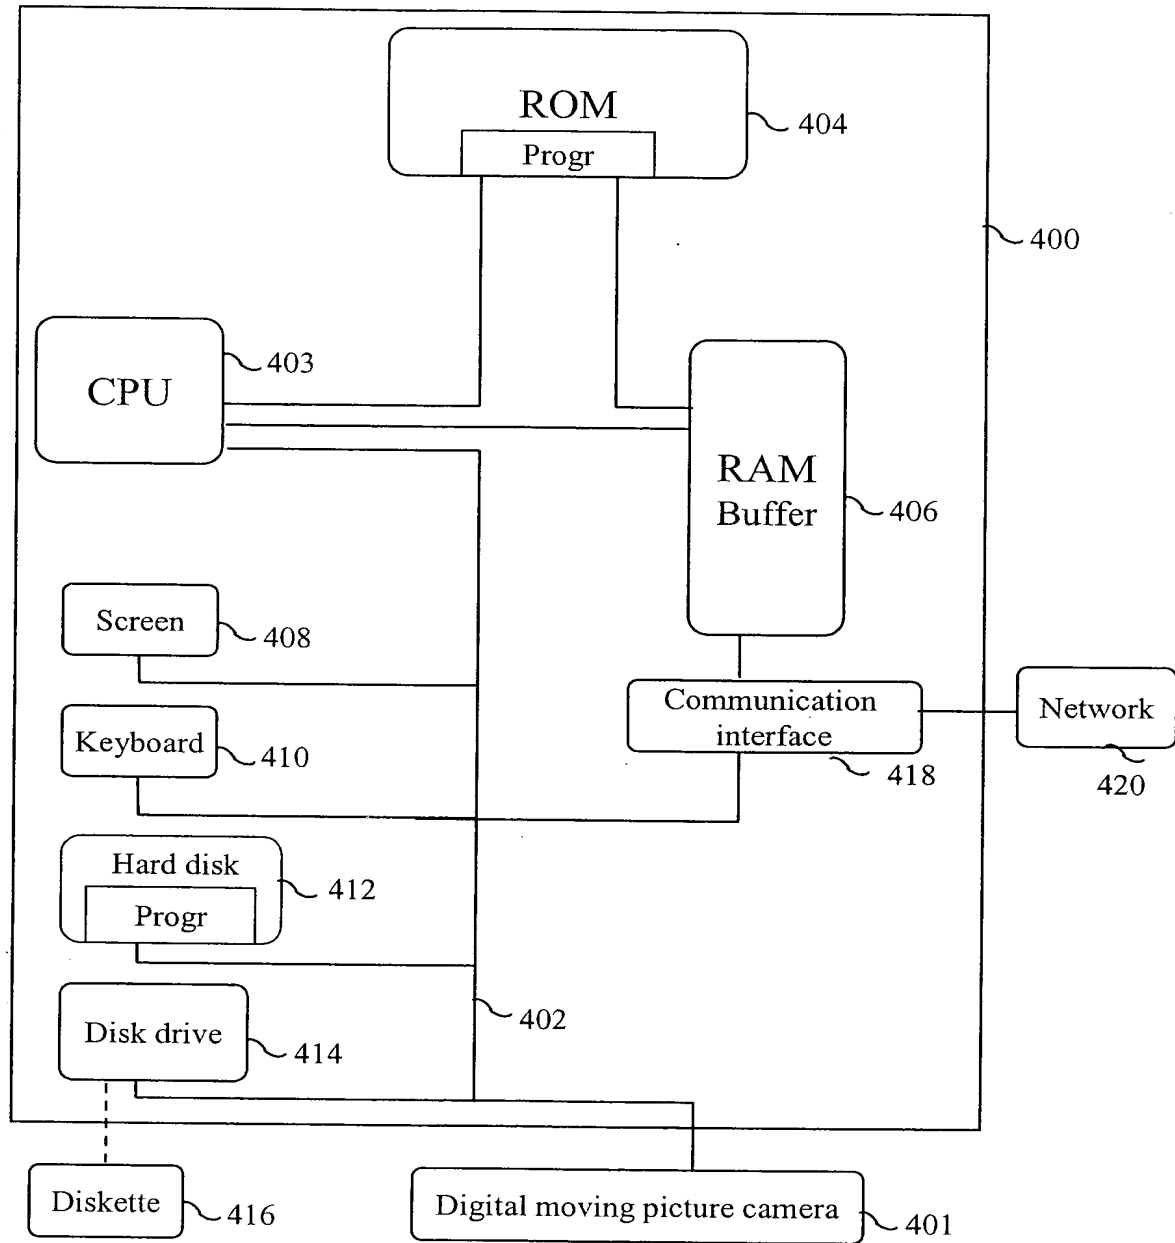 ROM
Progr
404
400
CPU
403
RAM
Buffer
406
Screen
408
Keyboard
410
Communication
interface
418
Network
420
Hard disk
Progr
412
402
Disk drive
414
Diskette
416
Digital moving picture camera
401